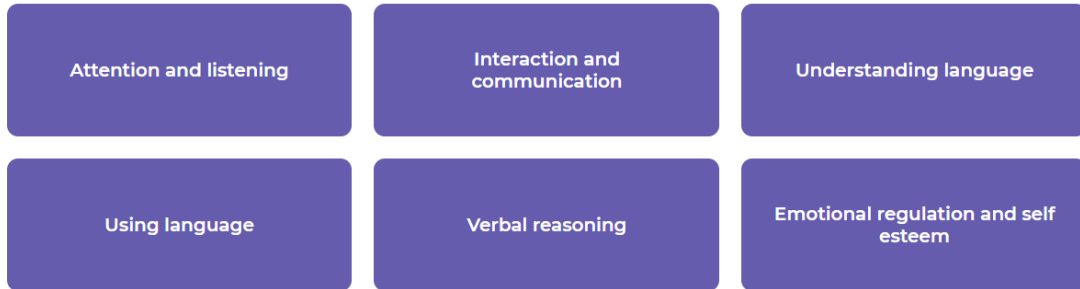 Attention and listening
Interaction and
communication
Understanding language
Using language
Verbal reasoning
Emotional regulation and self
esteem